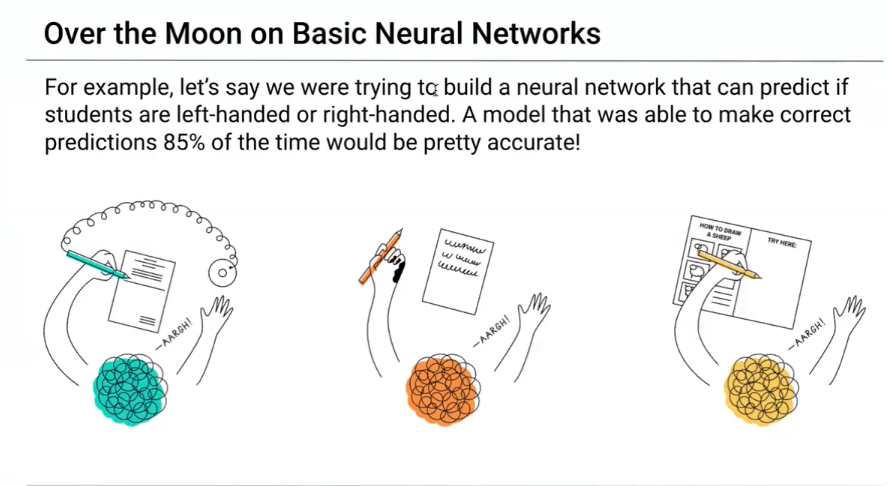 Over the Moon on Basic Neural Networks
For example, let's say we were trying to build a neural network that can predict if
students are left-handed or right-handed. A model that was able to make correct
predictions 85% of the time would be pretty accurate!
HOW TO DRAW
A SHEEP
TRY HERE:
—AARGH!
—AARGH!
—AARGH!